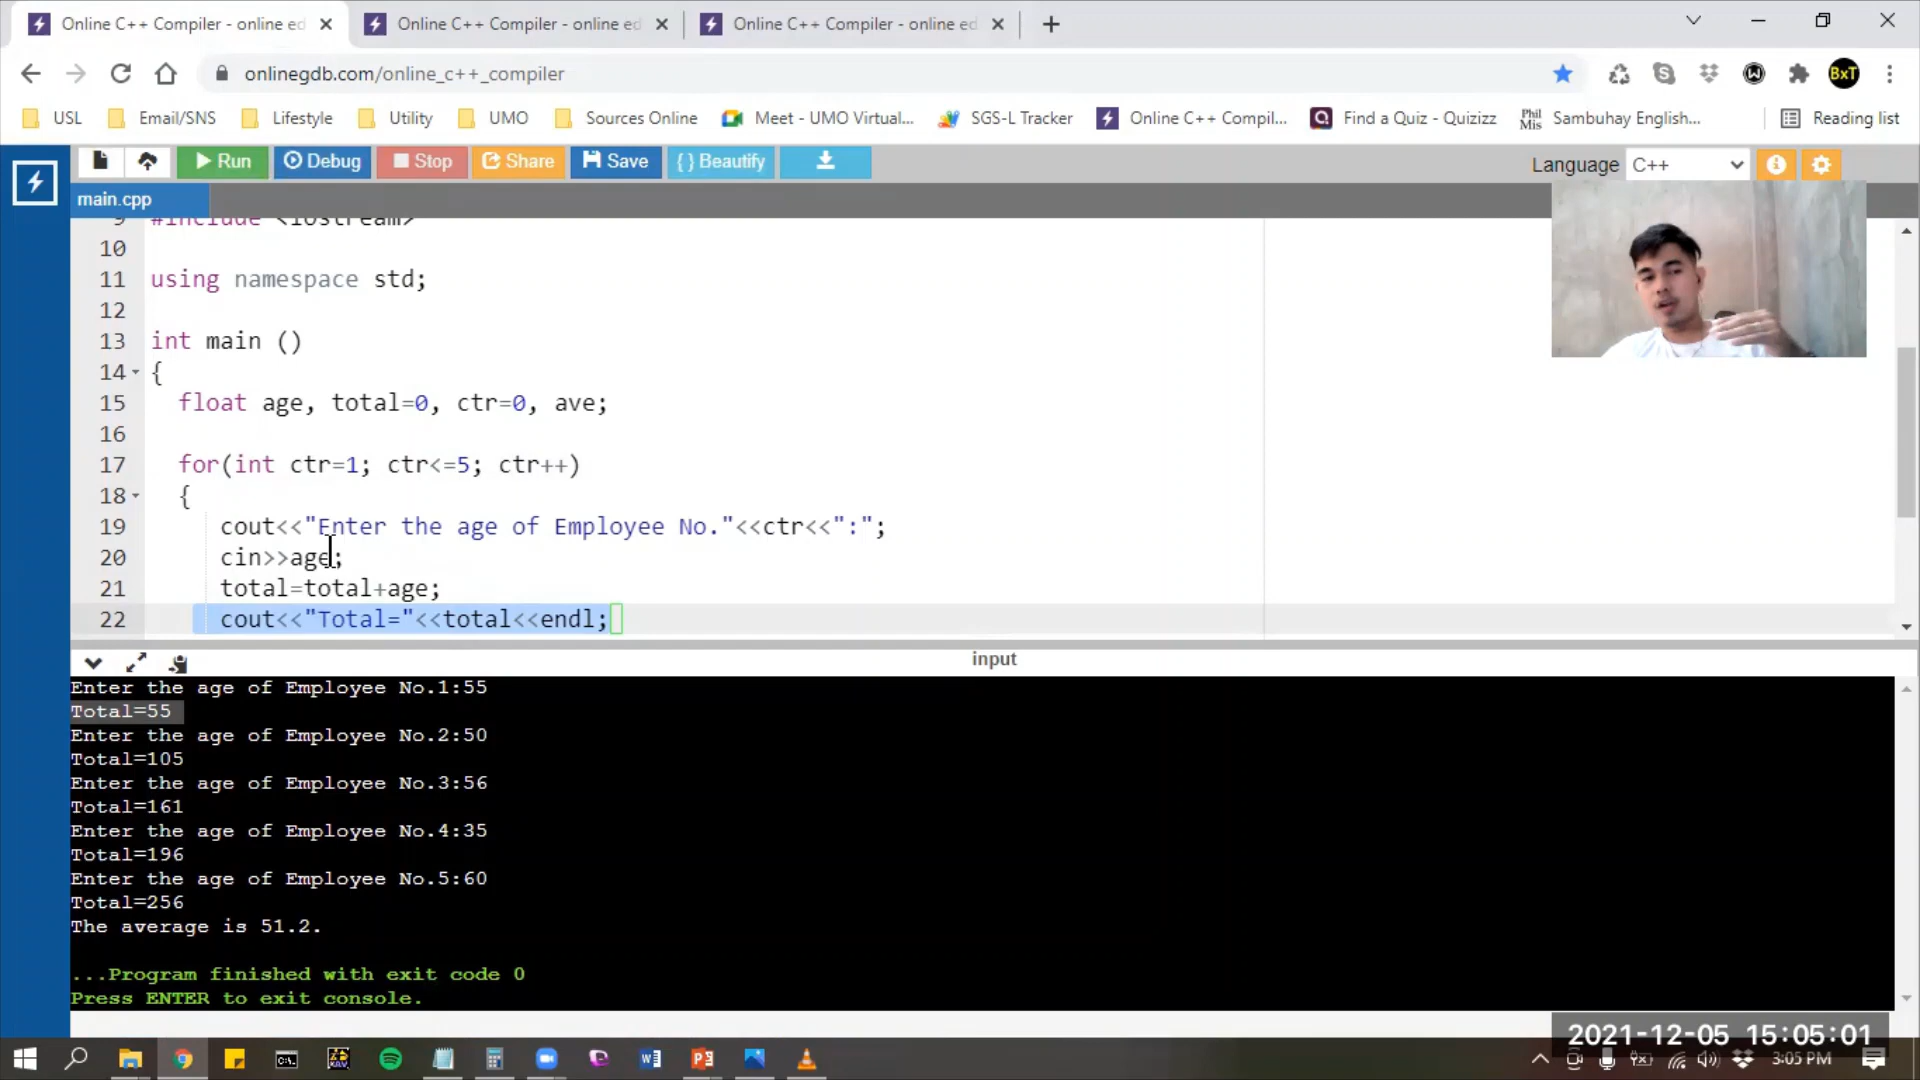 Online C++ Compiler - online ed
Online C++ Compiler - online ed
Online C++ Compiler - online ed
onlinegdb.com/online_c++_compiler
BxT
USL
Email/SNS
Lifestyle
Utility
UMO
Sources Online
Meet - UMO Virtual...
SGS-L Tracker
Online C++ Compil...
Find a Quiz - Quizizz
Phil Mis
Sambuhay English...
Reading list
Run
Debug
Stop
Share
Save
{ } Beautify
Language C++
main.cpp
9 #include <iostream>
10
11 using namespace std;
12
13 int main ()
14 {
15 float age, total=0, ctr=0, ave;
16
17 for(int ctr=1; ctr<=5; ctr++)
18 {
19 cout<<"Enter the age of Employee No."<<ctr<<":";
20 cin>>age;
21 total=total+age;
22 cout<<"Total="<<total<<endl;
input
Enter the age of Employee No.1:55
Total=55
Enter the age of Employee No.2:50
Total=105
Enter the age of Employee No.3:56
Total=161
Enter the age of Employee No.4:35
Total=196
Enter the age of Employee No.5:60
Total=256
The average is 51.2.
...Program finished with exit code 0
Press ENTER to exit console.
2021-12-05 15:05:01
3:05 PM